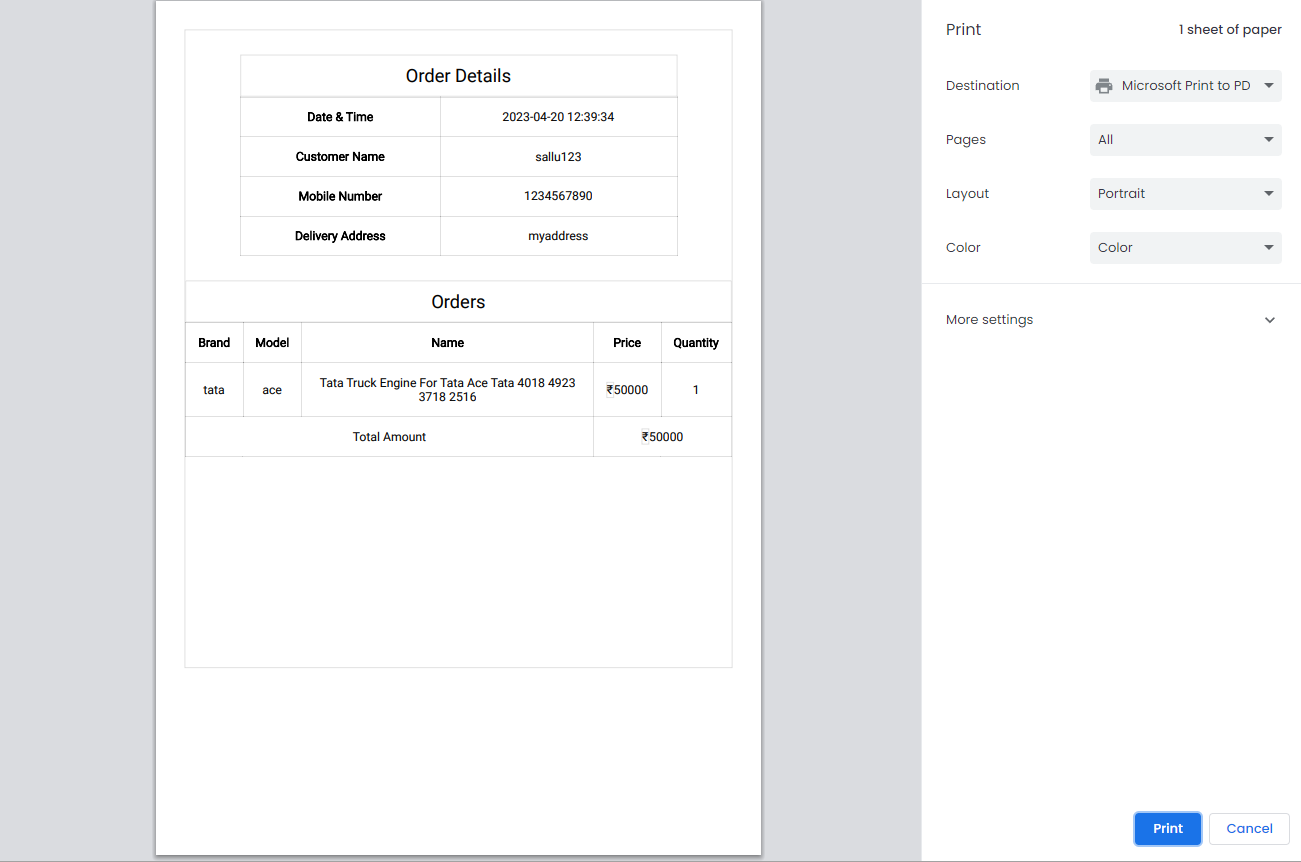 Order Details
Date & Time 2023-04-20 12:39:34
Customer Name sallu123
Mobile Number 1234567890
Delivery Address myaddress
Orders
Brand Model Name Price Quantity
tata ace Tata Truck Engine For Tata Ace Tata 4018 4923 ₹50000 1
3718 2516
Total Amount ₹50000
Print 1 sheet of paper
Destination Microsoft Print to PD
Pages All
Layout Portrait
Color Color
More settings
Print Cancel